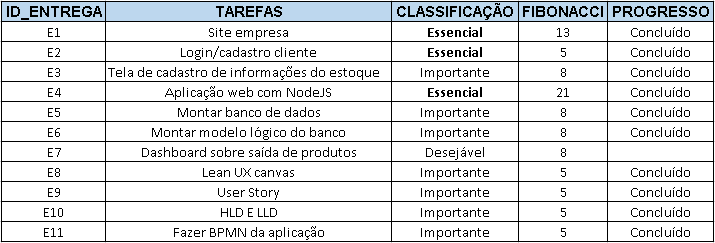 ID_ENTREGA TAREFAS CLASSIFICAÇÃO FIBONACCI PROGRESSO
E1 Site empresa Essencial 13 Concluído
E2 Login/cadastro cliente Essencial 5 Concluído
E3 Tela de cadastro de informações do estoque Importante 8 Concluído
E4 Aplicação web com NodeJS Essencial 21 Concluído
E5 Montar banco de dados Importante 8 Concluído
E6 Montar modelo lógico do banco Importante 8 Concluído
E7 Dashboard sobre saída de produtos Desejável 8
E8 Lean UX canvas Importante 5 Concluído
E9 User Story Importante 5 Concluído
E10 HLD E LLD Importante 5 Concluído
E11 Fazer BPMN da aplicação Importante 5 Concluído